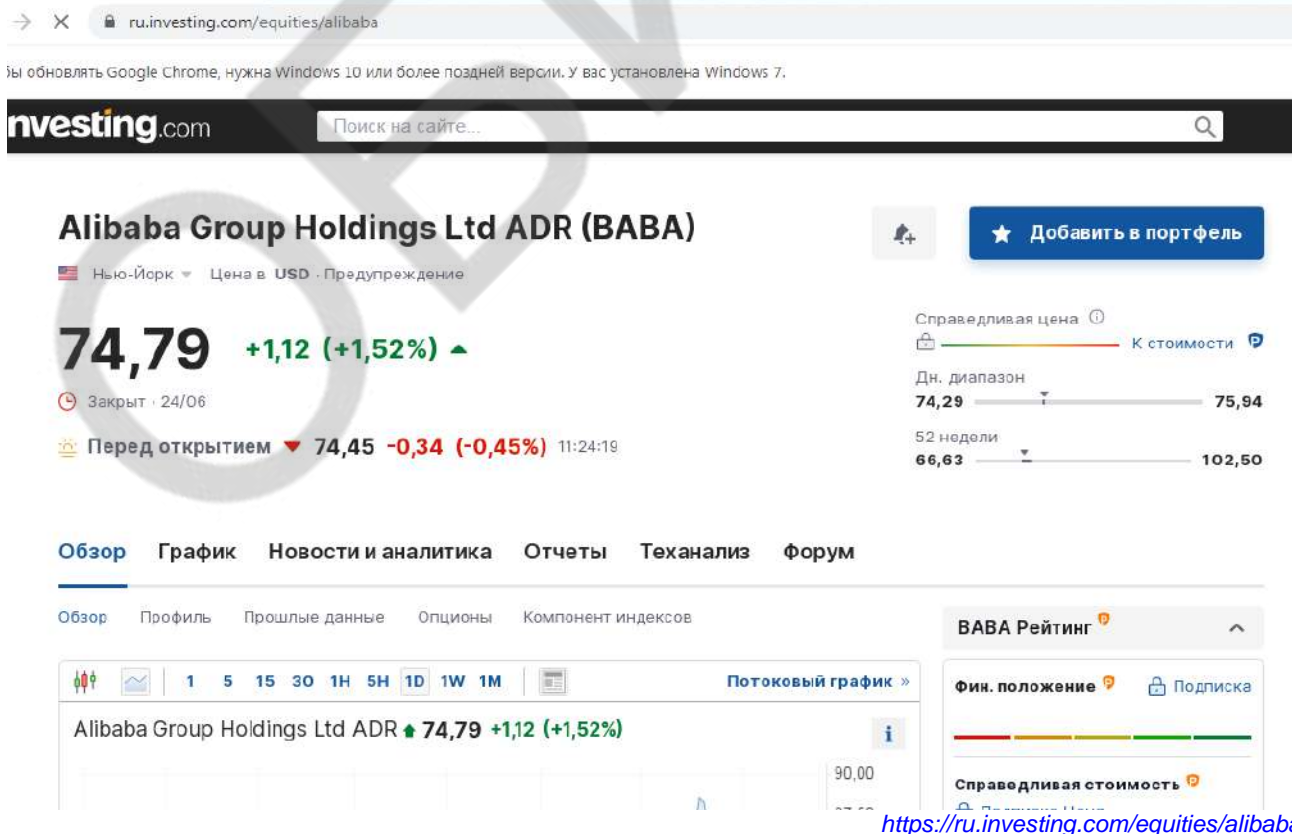 ru.investing.com/equities/alibaba
бы обновлять Google Chrome, нужна Windows 10 или более поздней версии. У вас установлена Windows 7.
nvesting.com Поиск на сайте...
Alibaba Group Holdings Ltd ADR (BABA) Добавить в портфель
Нью-Йорк Цена в USD · Предупреждение
74,79 +1,12 (+1,52%)
Справедливая цена
К стоимости
Закрыт · 24/06
Дн. диапазон
74,29 75,94
Перед открытием 74,45 -0,34 (-0,45%) 11:24:19
52 недели
66,63 102,50
Обзор График Новости и аналитика Отчеты Теханализ Форум
Обзор Профиль Прошлые данные Опционы Компонент индексов
BABA Рейтинг
1 5 15 30 1H 5H 1D 1W 1M Потоковый график »
Фин. положение Подписка
Alibaba Group Holdings Ltd ADR 74,79 +1,12 (+1,52%)
90,00
Справедливая стоимость
https://ru.investing.com/equities/alibaba